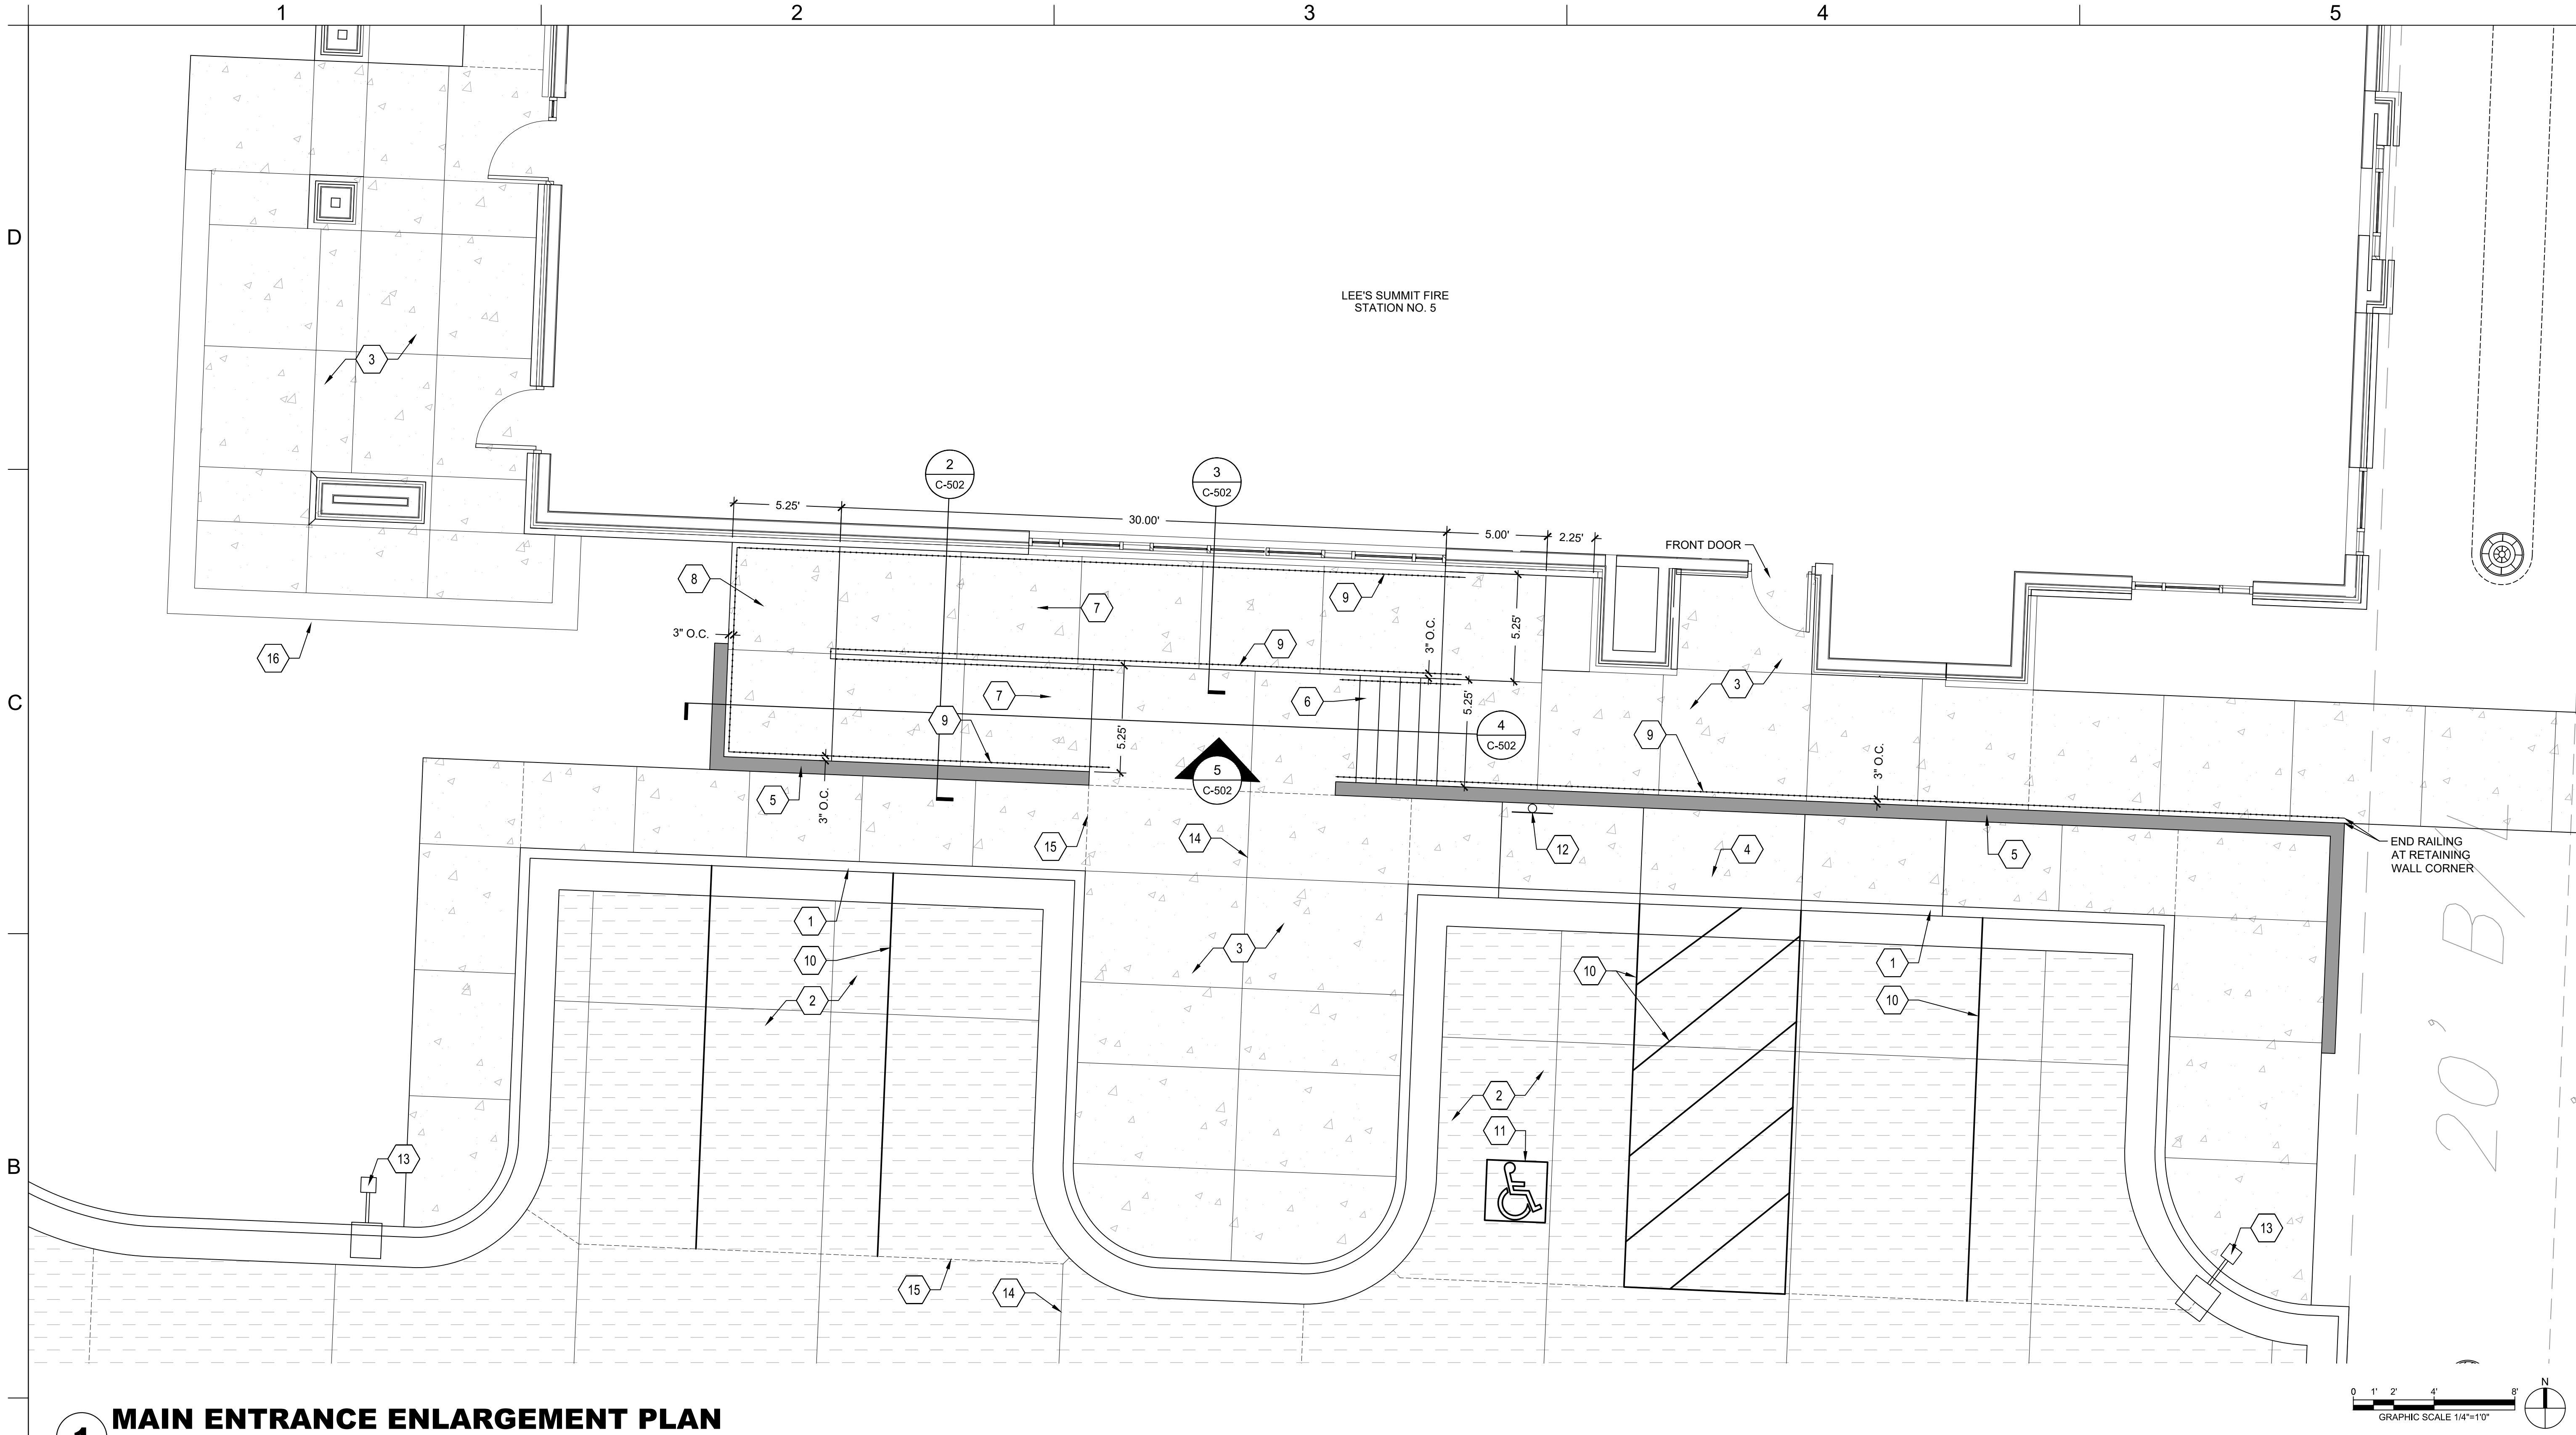 1
2
3
4
5
D
C
B
LEE'S SUMMIT FIRE
STATION NO. 5
3
2
C-502
3
C-502
5.25'
30.00'
5.00'
2.25'
FRONT DOOR
8
7
9
3" O.C.
9
3" O.C.
5.25'
16
7
6
3
9
5.25'
5.25'
4
C-502
9
3" O.C.
5
3" O.C.
5
C-502
15
14
12
4
5
END RAILING
AT RETAINING
WALL CORNER
1
10
2
3
10
1
10
2
11
13
13
15
14
20' B/
1
MAIN ENTRANCE ENLARGEMENT PLAN
0 1' 2' 4' 8'
GRAPHIC SCALE 1/4"=1'0"
N